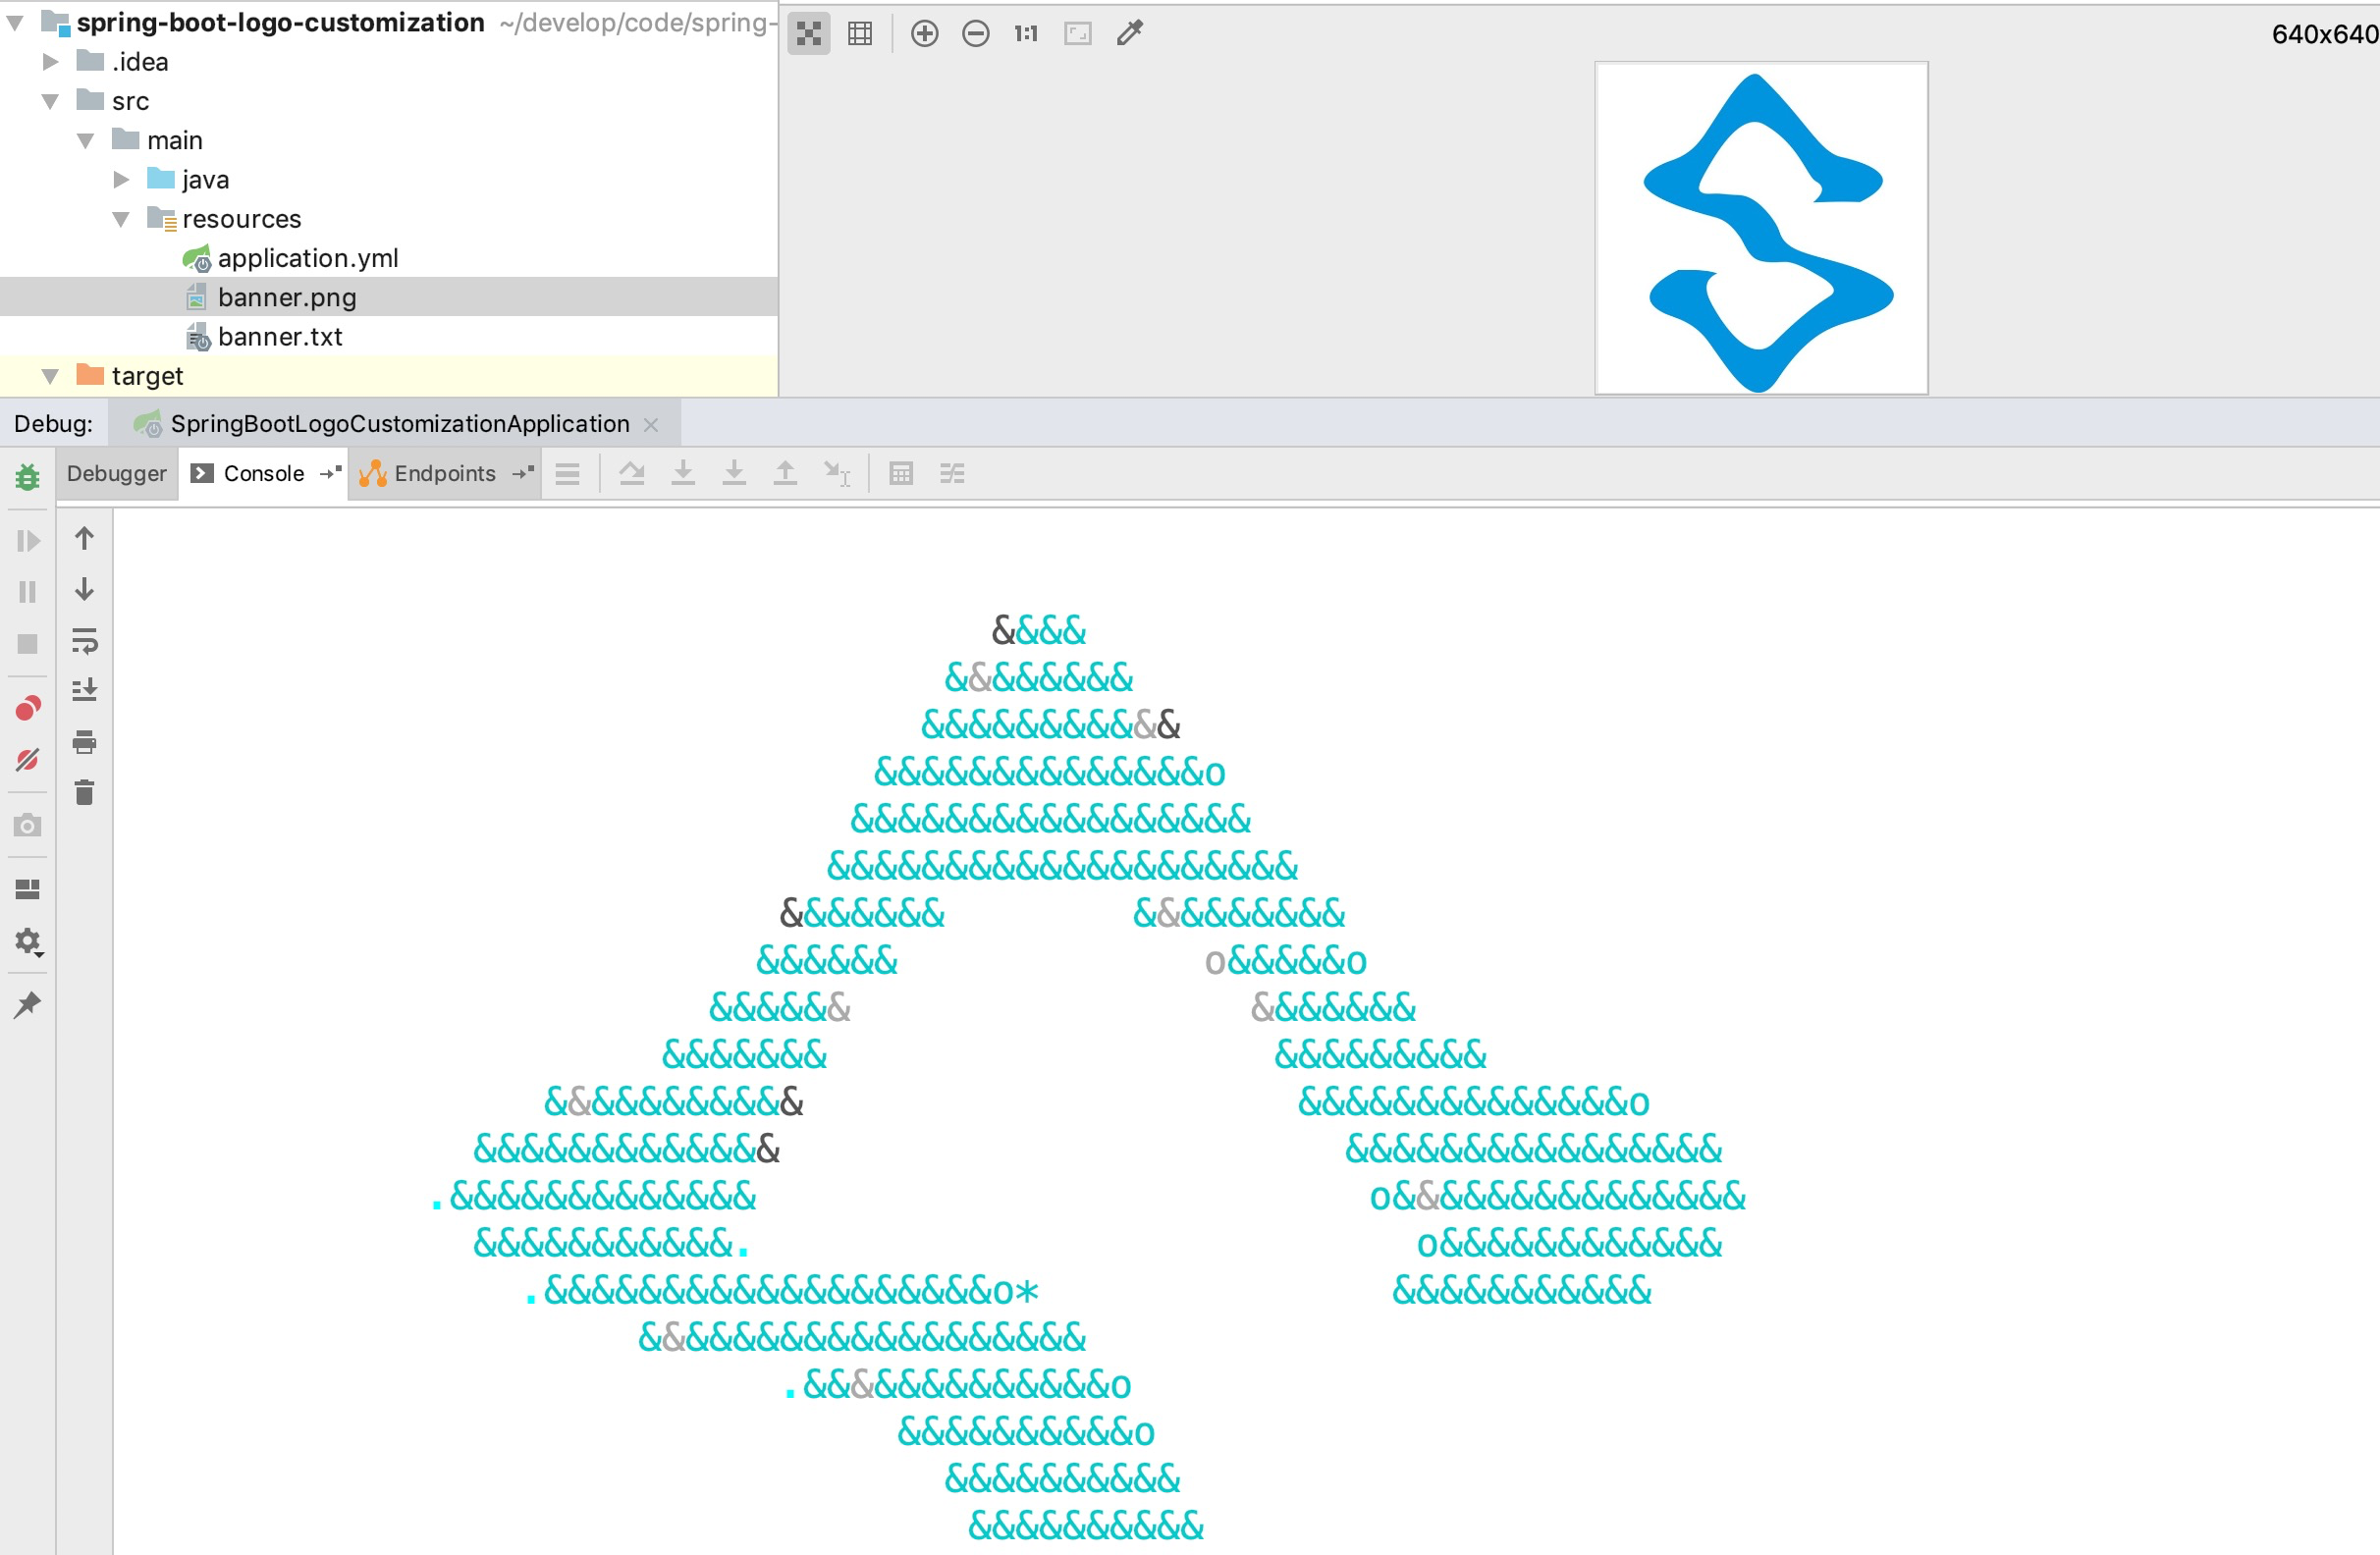 spring-boot-logo-customization ~/develop/code/spring-
640x640
.idea
src
main
java
resources
application.yml
banner.png
banner.txt
target
Debug: SpringBootLogoCustomizationApplication
Debugger Console Endpoints
&&&&
&&&&&&&&
&&&&&&&&&&&
&&&&&&&&&&&&&&o
&&&&&&&&&&&&&&&&&
&&&&&&&&&&&&&&&&&&&&
&&&&&&& &&&&&&&&&
&&&&&& o&&&&&o
&&&&&& &&&&&&&
&&&&&&& &&&&&&&&&
&&&&&&&&&&& &&&&&&&&&&&&&&o
&&&&&&&&&&&&& &&&&&&&&&&&&&&&&
.&&&&&&&&&&&&& o&&&&&&&&&&&&&&&
&&&&&&&&&&&. o&&&&&&&&&&&&
.&&&&&&&&&&&&&&&&&&&o* &&&&&&&&&&&
&&&&&&&&&&&&&&&&&&&
.&&&&&&&&&&&&&o
&&&&&&&&&&o
&&&&&&&&&&
&&&&&&&&&&